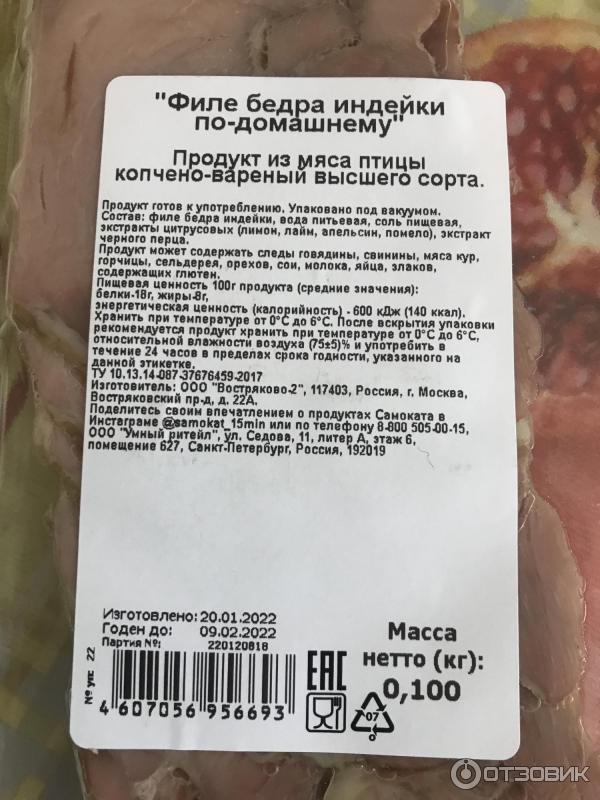 "Филе бедра индейки
по-домашнему"
Продукт из мяса птицы
копчено-вареный высшего сорта.
Продукт готов к употреблению. Упаковано под вакуумом.
Состав: филе бедра индейки, вода питьевая, соль пищевая,
экстракты цитрусовых (лимон, лайм, апельсин, помело), экстракт
черного перца.
Продукт может содержать следы говядины, свинины, мяса кур,
горчицы, сельдерея, орехов, сои, молока, яйца, злаков,
содержащих глютен.
Пищевая ценность 100г продукта (средние значения):
белки-18г, жиры-8г,
энергетическая ценность (калорийность) - 600 кДж (140 ккал).
Хранить при температуре от 0°С до 6°С. После вскрытия упаковки
рекомендуется продукт хранить при температуре от 0°С до 6°С,
относительной влажности воздуха (75±5)% и употребить в
течение 24 часов в пределах срока годности, указанного на
данной этикетке.
ТУ 10.13.14-087-37676459-2017
Изготовитель: ООО "Востряково-2", 117403, Россия, г. Москва,
Востряковский пр-д, д. 22А.
Поделитесь своим впечатлением о продуктах Самоката в
Инстаграме @samokat_15min или по телефону 8-800 505-00-15,
ООО "Умный ритейл", ул. Седова, 11, литер А, этаж 6,
помещение 627, Санкт-Петербург, Россия, 192019
Изготовлено: 20.01.2022
Годен до: 09.02.2022
Партия №: 220120818
№ уп: 22
4 607056 956693
EAC
07
Масса
нетто (кг):
0,100
ОТЗОВИК